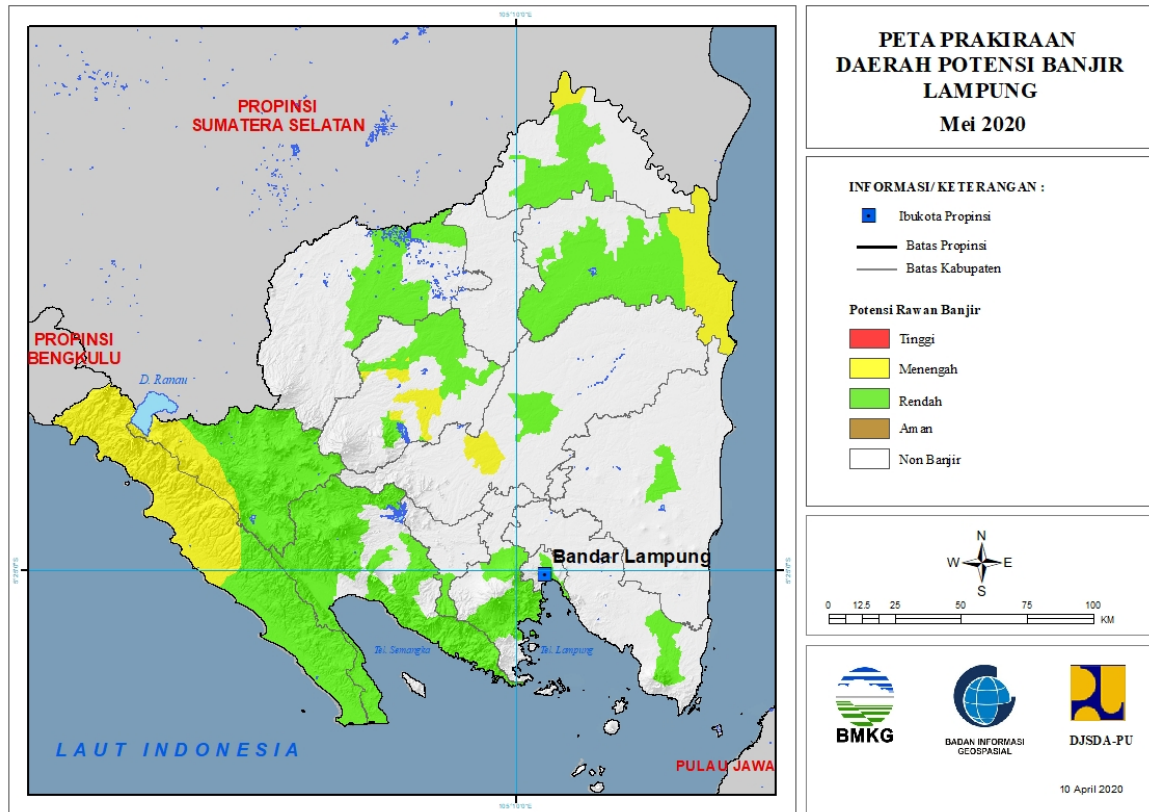 PETA PRAKIRAAN
DAERAH POTENSI BANJIR
LAMPUNG
Mei 2020
INFORMASI/ KETERANGAN :
Ibukota Propinsi
Batas Propinsi
Batas Kabupaten
Potensi Rawan Banjir
Tinggi
Menengah
Rendah
Aman
Non Banjir
N
W E
S
0 12.5 25 50 75 100
KM
BMKG
BADAN INFORMASI
GEOSPASIAL
DJSDA-PU
10 April 2020
PROPINSI
SUMATERA SELATAN
PROPINSI
BENGKULU
D. Ranau
Bandar Lampung
Tel. Semangka
Tel. Lampung
LAUT INDONESIA
PULAU JAWA